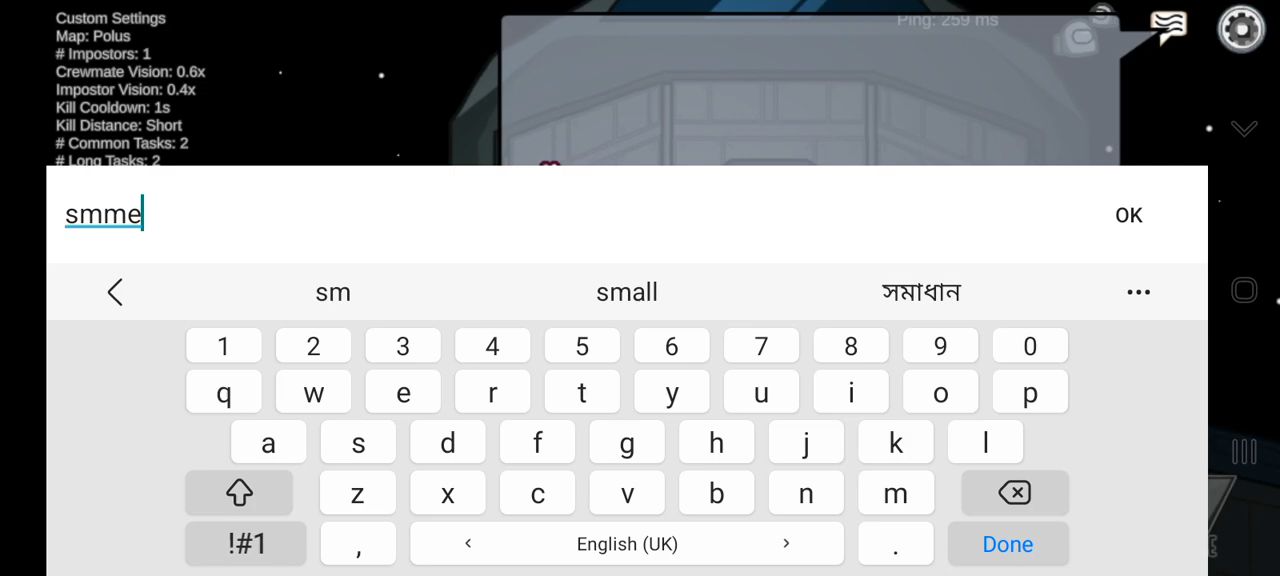 Custom Settings
Map: Polus
# Impostors: 1
Crewmate Vision: 0.6x
Impostor Vision: 0.4x
Kill Cooldown: 1s
Kill Distance: Short
# Common Tasks: 2
# Long Tasks: 2
Ping: 259 ms
smme
OK
sm small সমাধান
1 2 3 4 5 6 7 8 9 0
q w e r t y u i o p
a s d f g h j k l
z x c v b n m
!#1 , English (UK) . Done